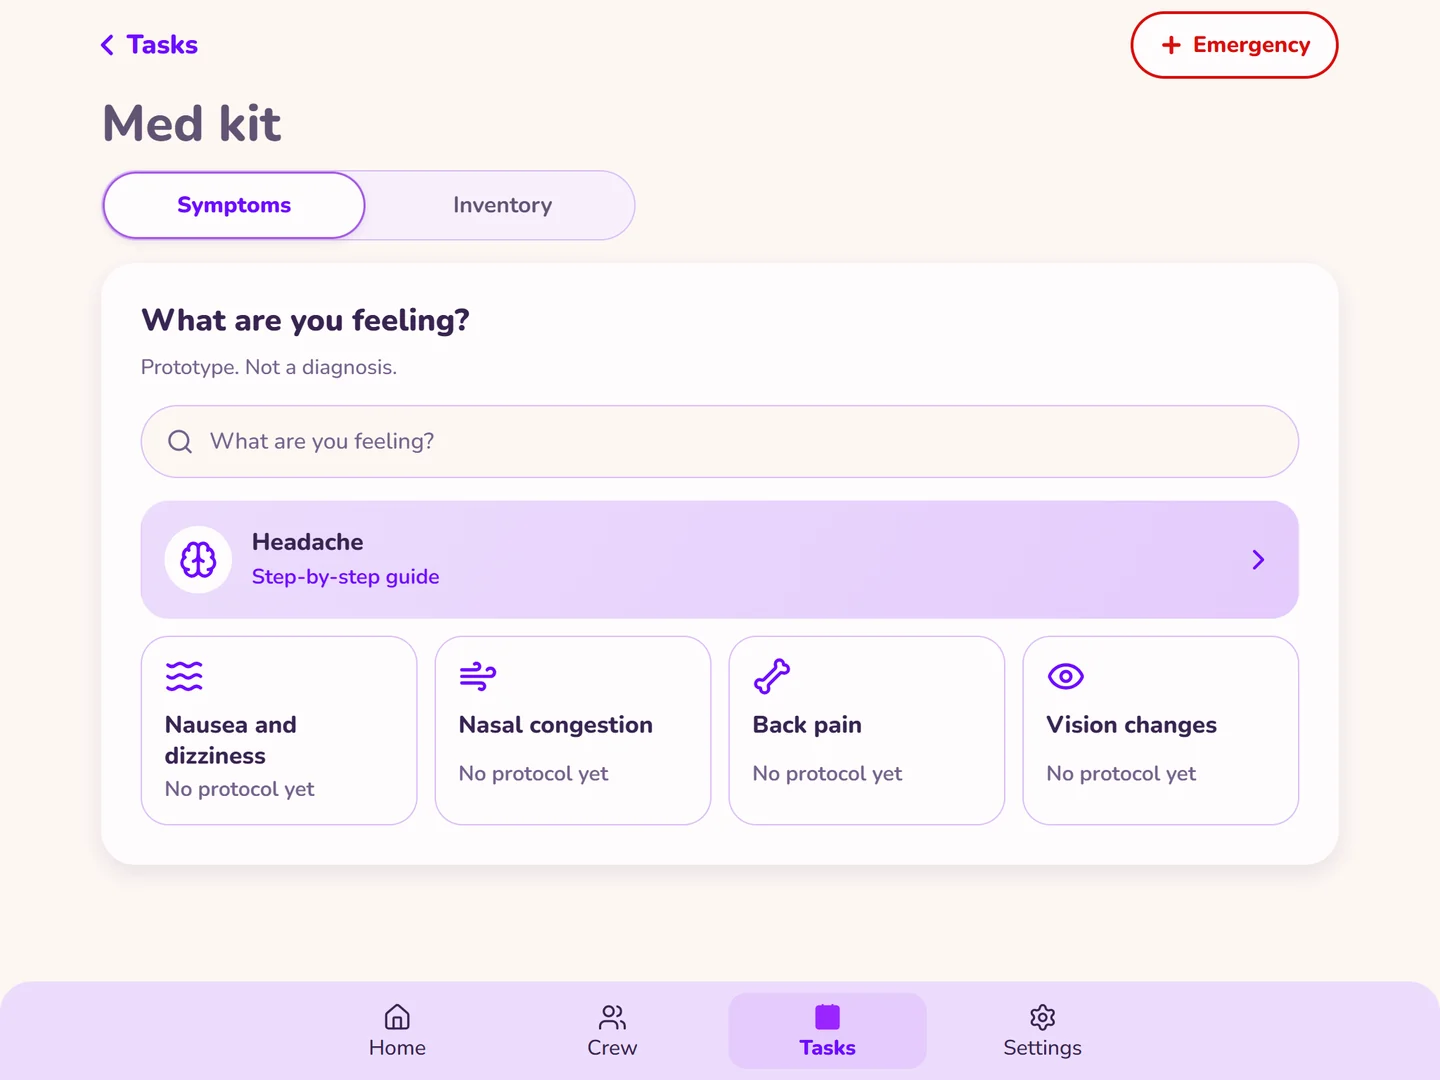 Tasks
Emergency
Med kit
Symptoms
Inventory
What are you feeling?
Prototype. Not a diagnosis.
What are you feeling?
Headache
Step-by-step guide
Nausea and
dizziness
No protocol yet
Nasal congestion
No protocol yet
Back pain
No protocol yet
Vision changes
No protocol yet
Home
Crew
Tasks
Settings